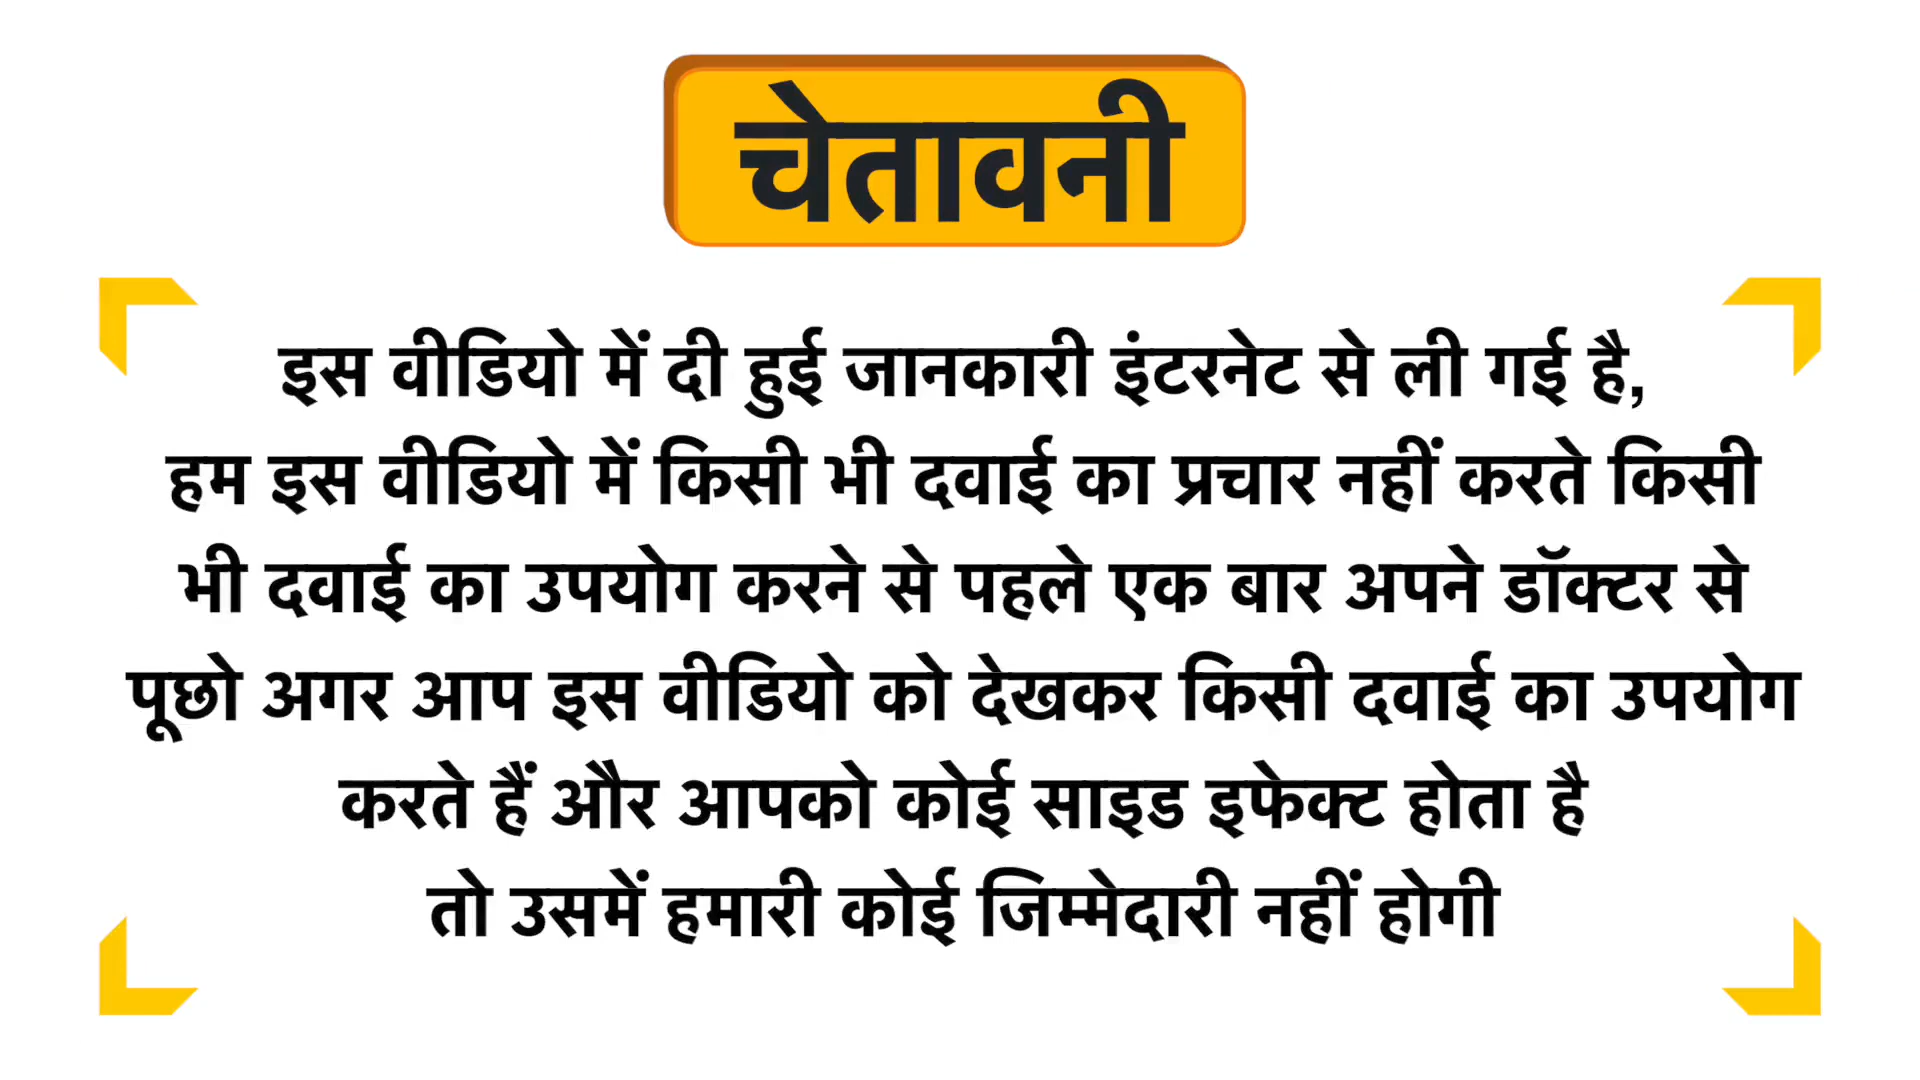 चेतावनी
इस वीडियो में दी हुई जानकारी इंटरनेट से ली गई है,
हम इस वीडियो में किसी भी दवाई का प्रचार नहीं करते किसी
भी दवाई का उपयोग करने से पहले एक बार अपने डॉक्टर से
पूछो अगर आप इस वीडियो को देखकर किसी दवाई का उपयोग
करते हैं और आपको कोई साइड इफेक्ट होता है
तो उसमें हमारी कोई जिम्मेदारी नहीं होगी